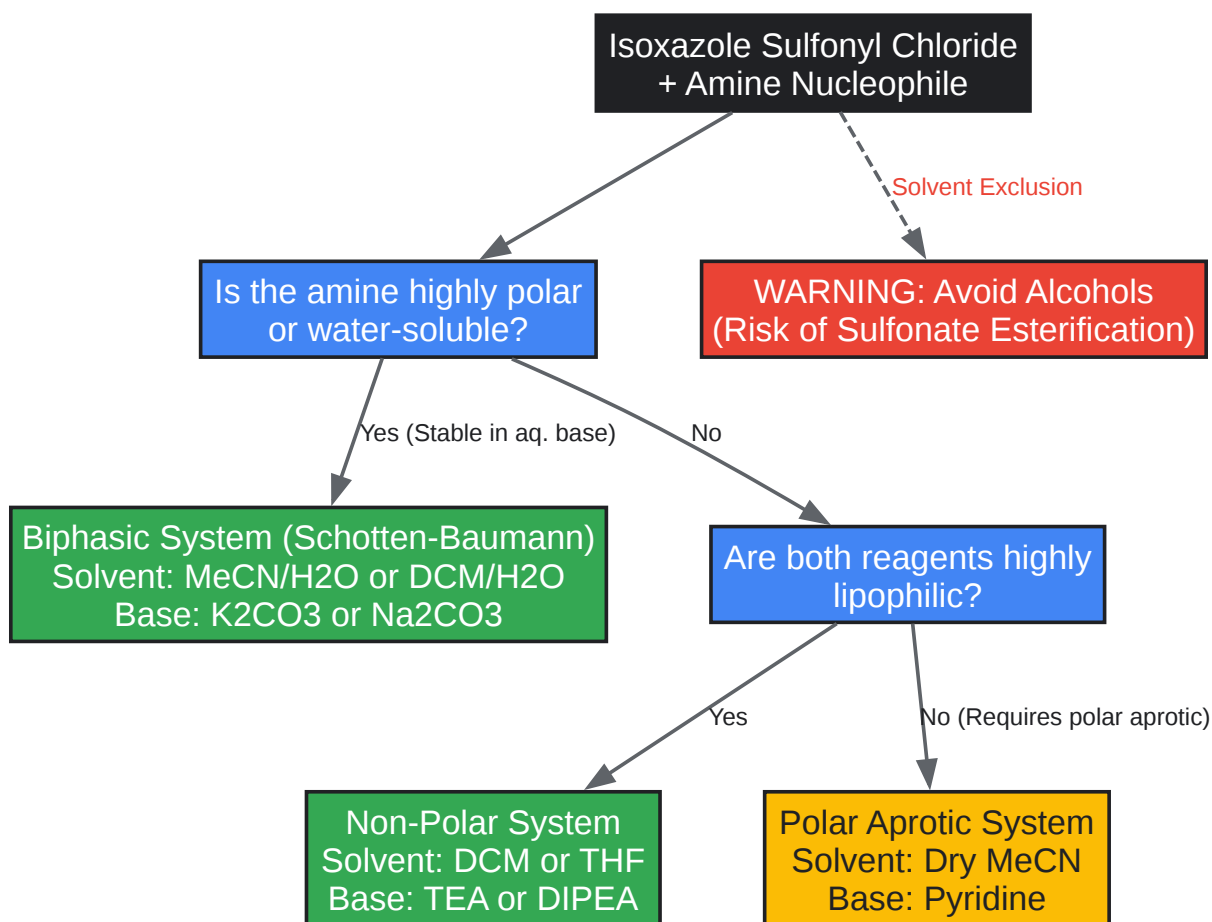 Isoxazole Sulfonyl Chloride
+ Amine Nucleophile
Solvent Exclusion
Is the amine highly polar
or water-soluble?
WARNING: Avoid Alcohols
(Risk of Sulfonate Esterification)
Yes (Stable in aq. base)
No
Biphasic System (Schotten-Baumann)
Solvent: MeCN/H2O or DCM/H2O
Base: K2CO3 or Na2CO3
Are both reagents highly
lipophilic?
Yes
No (Requires polar aprotic)
Non-Polar System
Solvent: DCM or THF
Base: TEA or DIPEA
Polar Aprotic System
Solvent: Dry MeCN
Base: Pyridine